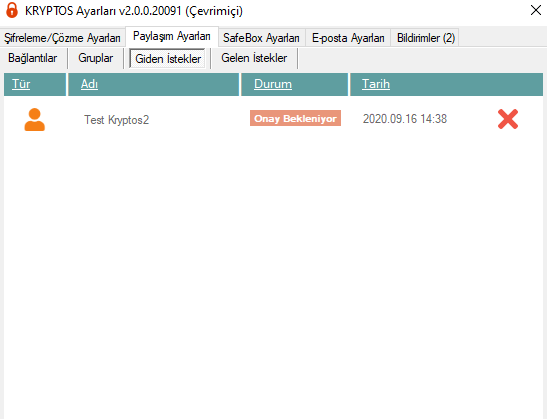 KRYPTOS Ayarları v2.0.0.20091 (Çevrimiçi)
Şifreleme/Çözme Ayarları Paylaşım Ayarları SafeBox Ayarları E-posta Ayarları Bildirimler (2)
Bağlantılar Gruplar Giden İstekler Gelen İstekler
Tür Adı Durum Tarih
Test Kryptos2 Onay Bekleniyor 2020.09.16 14:38